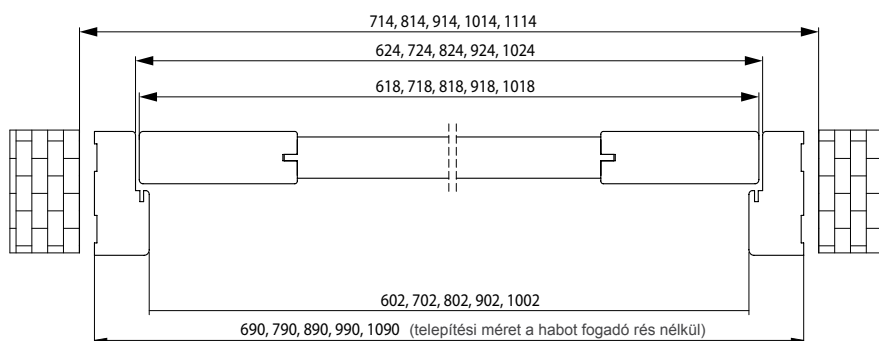 714, 814, 914, 1014, 1114
624, 724, 824, 924, 1024
618, 718, 818, 918, 1018
602, 702, 802, 902, 1002
690, 790, 890, 990, 1090 (telepítési méret a habot fogadó rés nélkül)